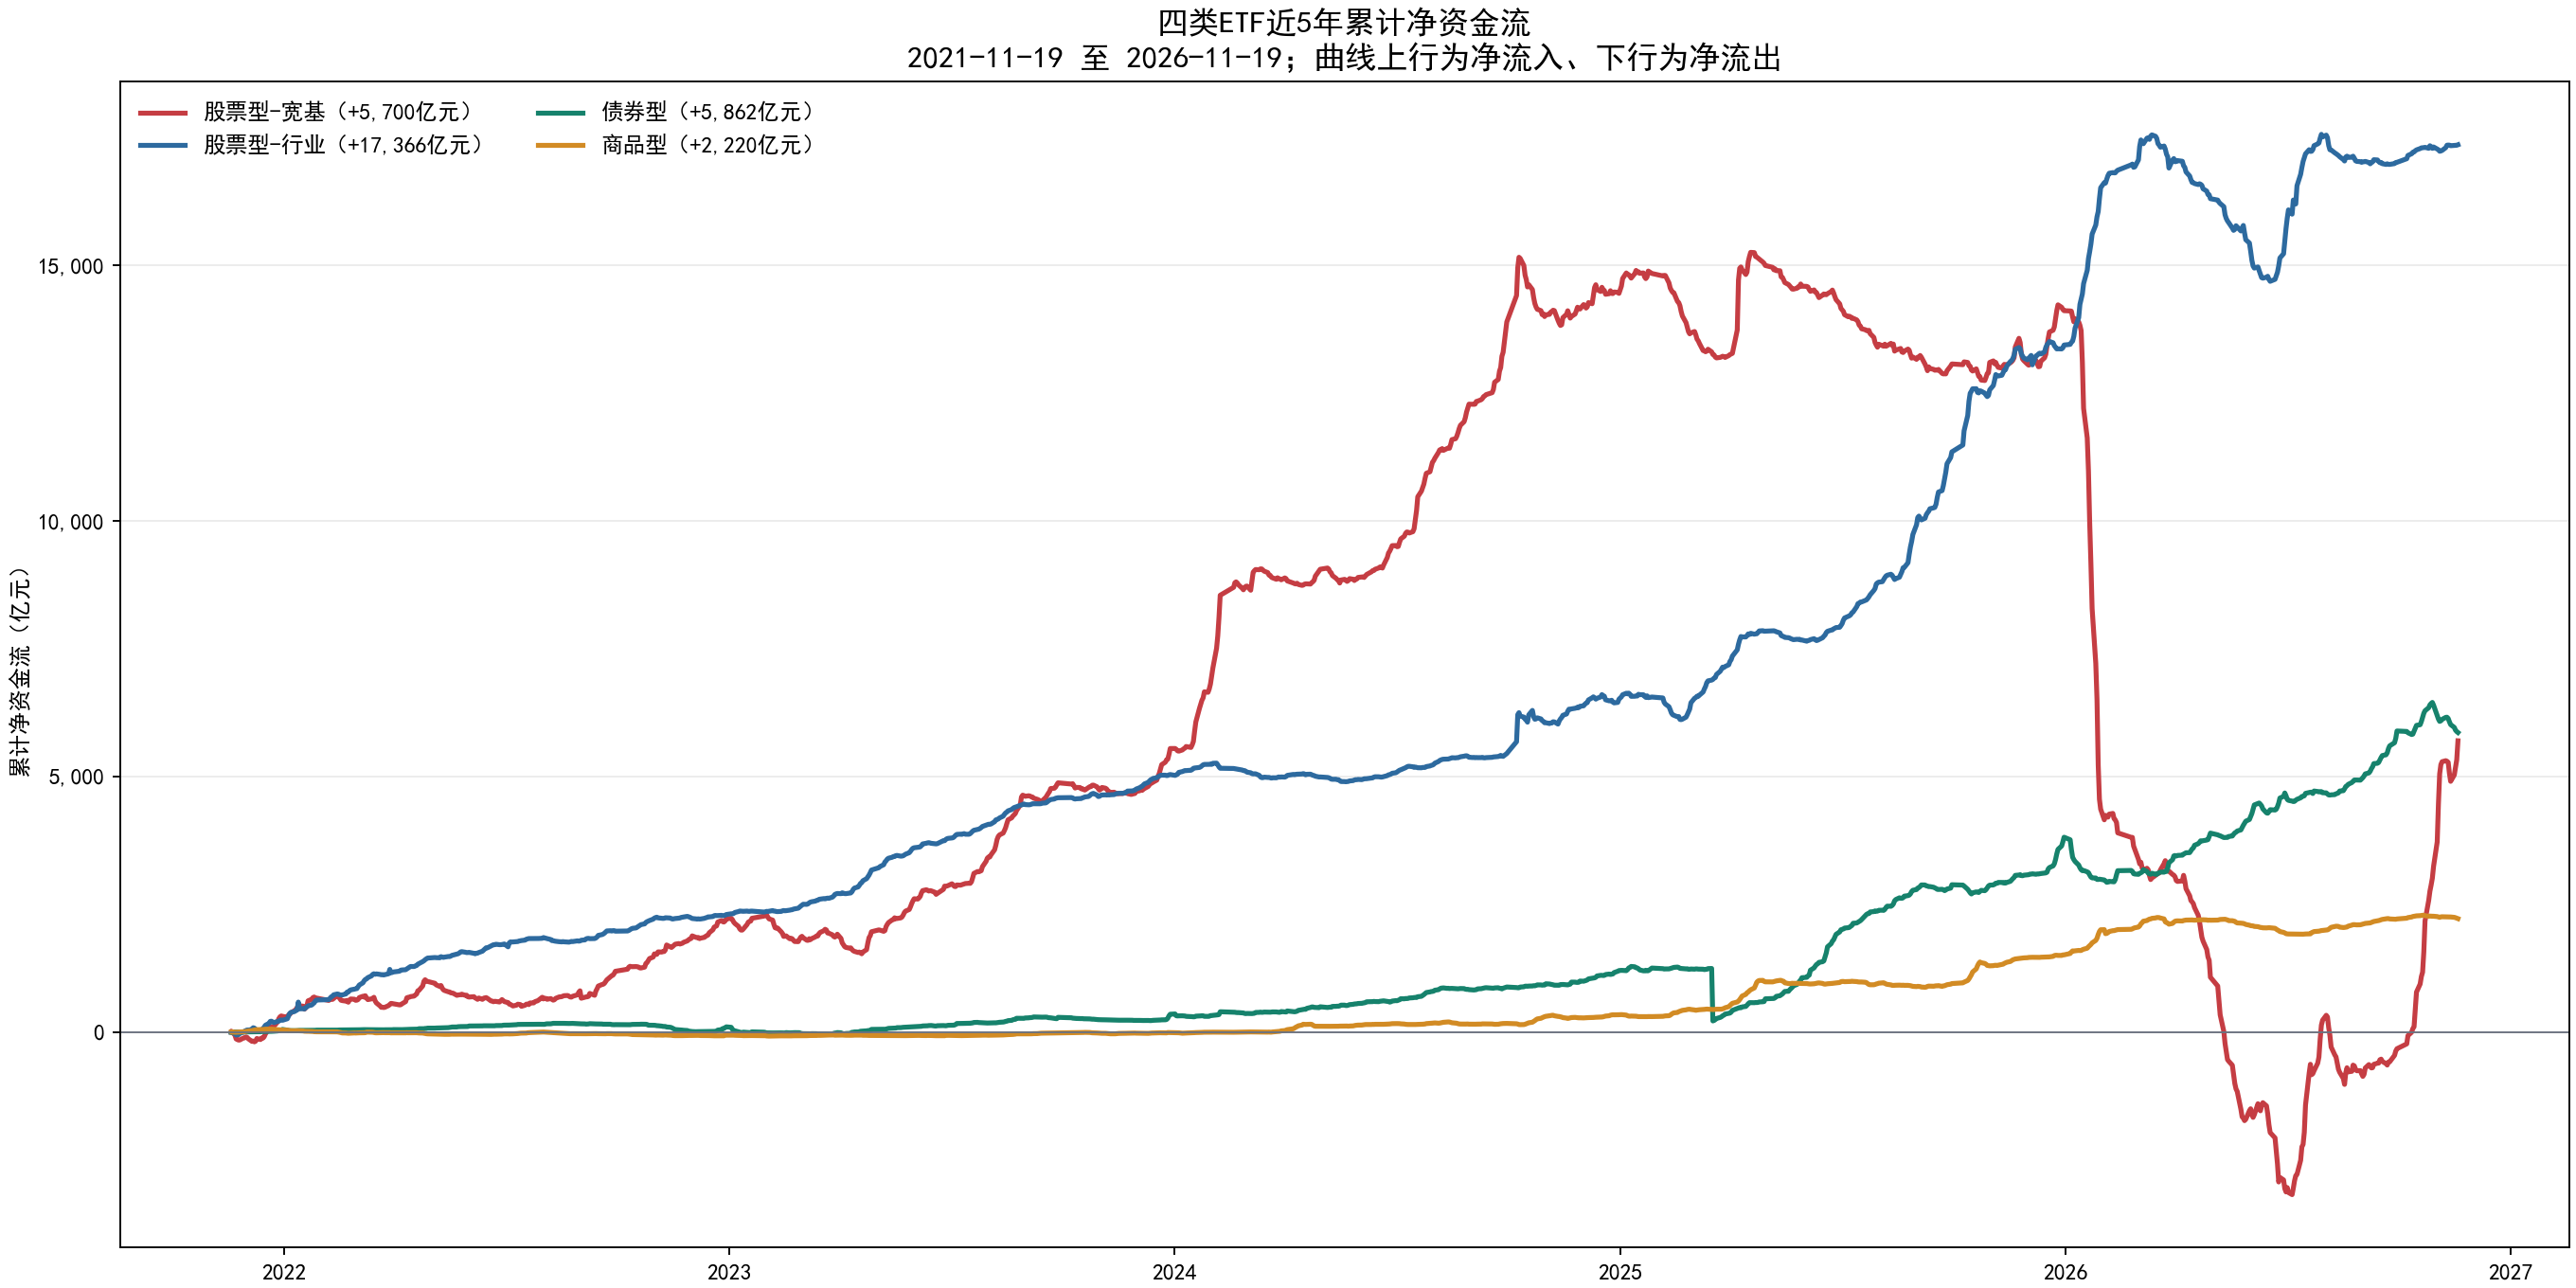 四类ETF近5年累计净资金流
2021-11-19 至 2026-11-19；曲线上行为净流入、下行为净流出
股票型-宽基（+5,700亿元）
股票型-行业（+17,366亿元）
债券型（+5,862亿元）
商品型（+2,220亿元）
累计净资金流（亿元）
15,000
10,000
5,000
0
2022
2023
2024
2025
2026
2027